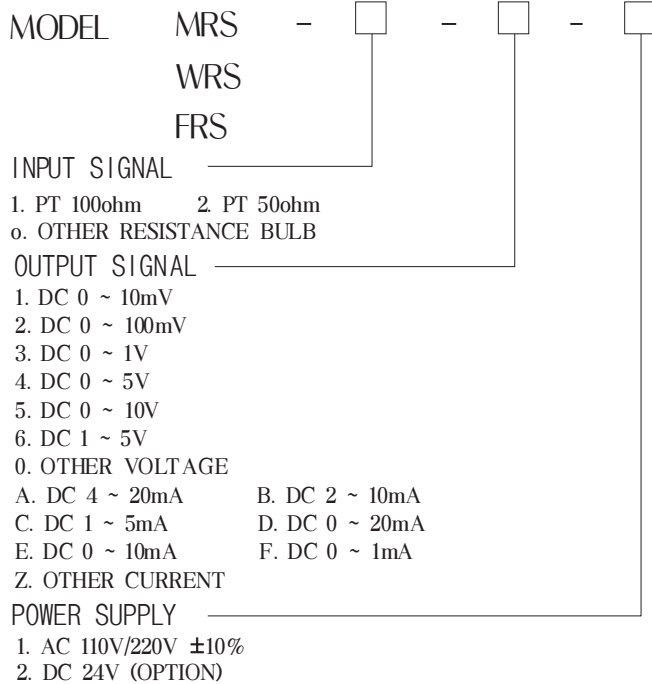 MODEL MRS - □ - □ - □
WRS
FRS
INPUT SIGNAL
1. PT 100ohm 2. PT 50ohm
o. OTHER RESISTANCE BULB
OUTPUT SIGNAL
1. DC 0 ~ 10mV
2. DC 0 ~ 100mV
3. DC 0 ~ 1V
4. DC 0 ~ 5V
5. DC 0 ~ 10V
6. DC 1 ~ 5V
0. OTHER VOLTAGE
A. DC 4 ~ 20mA B. DC 2 ~ 10mA
C. DC 1 ~ 5mA D. DC 0 ~ 20mA
E. DC 0 ~ 10mA F. DC 0 ~ 1mA
Z. OTHER CURRENT
POWER SUPPLY
1. AC 110V/220V ±10%
2. DC 24V (OPTION)